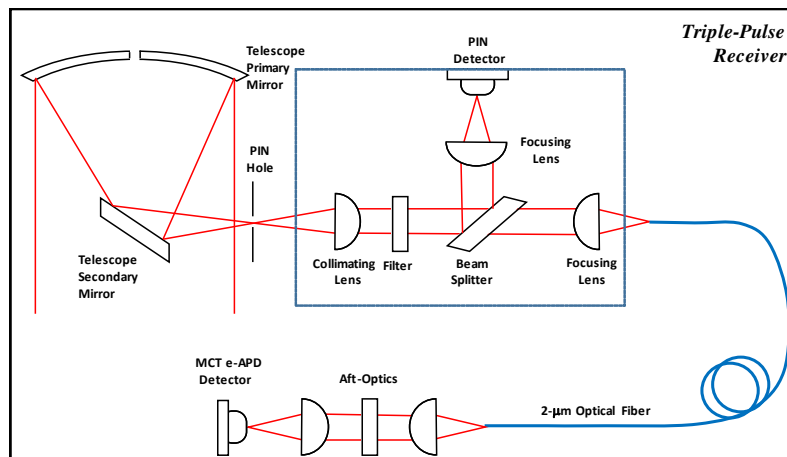 Triple-Pulse
Receiver
Telescope
Primary
Mirror
PIN
Detector
PIN
Hole
Focusing
Lens
Telescope
Secondary
Mirror
Collimating
Lens
Filter
Beam
Splitter
Focusing
Lens
MCT e-APD
Detector
Aft-Optics
2-μm Optical Fiber